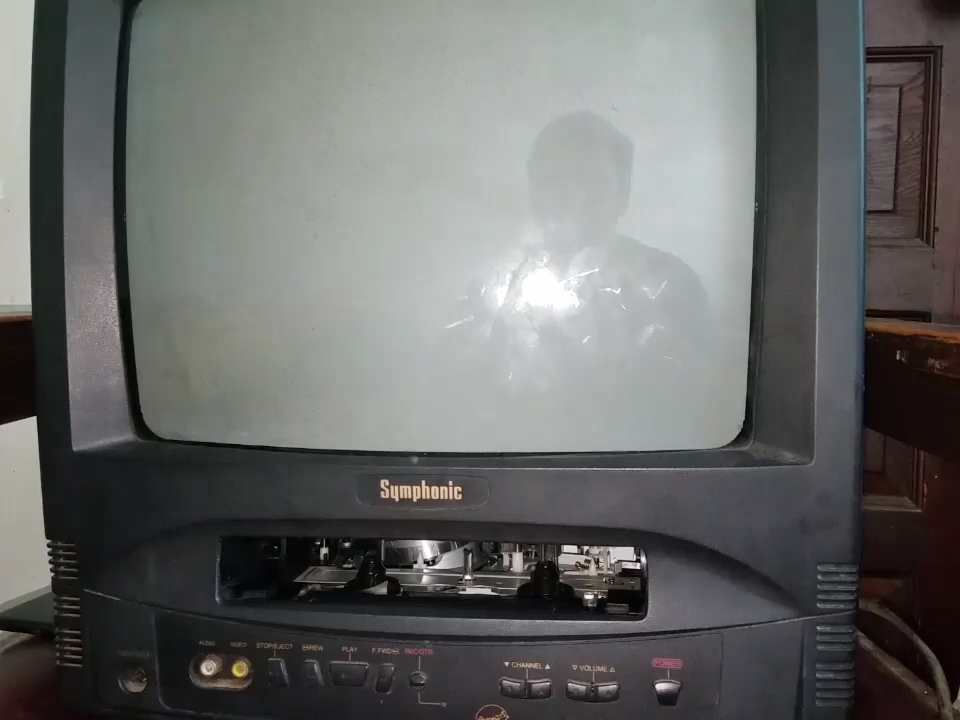 Symphonic
AUDIO VIDEO STOP/EJECT REW PLAY F.FWD REC/OTR
▼ CHANNEL ▲ ▽ VOLUME △ POWER